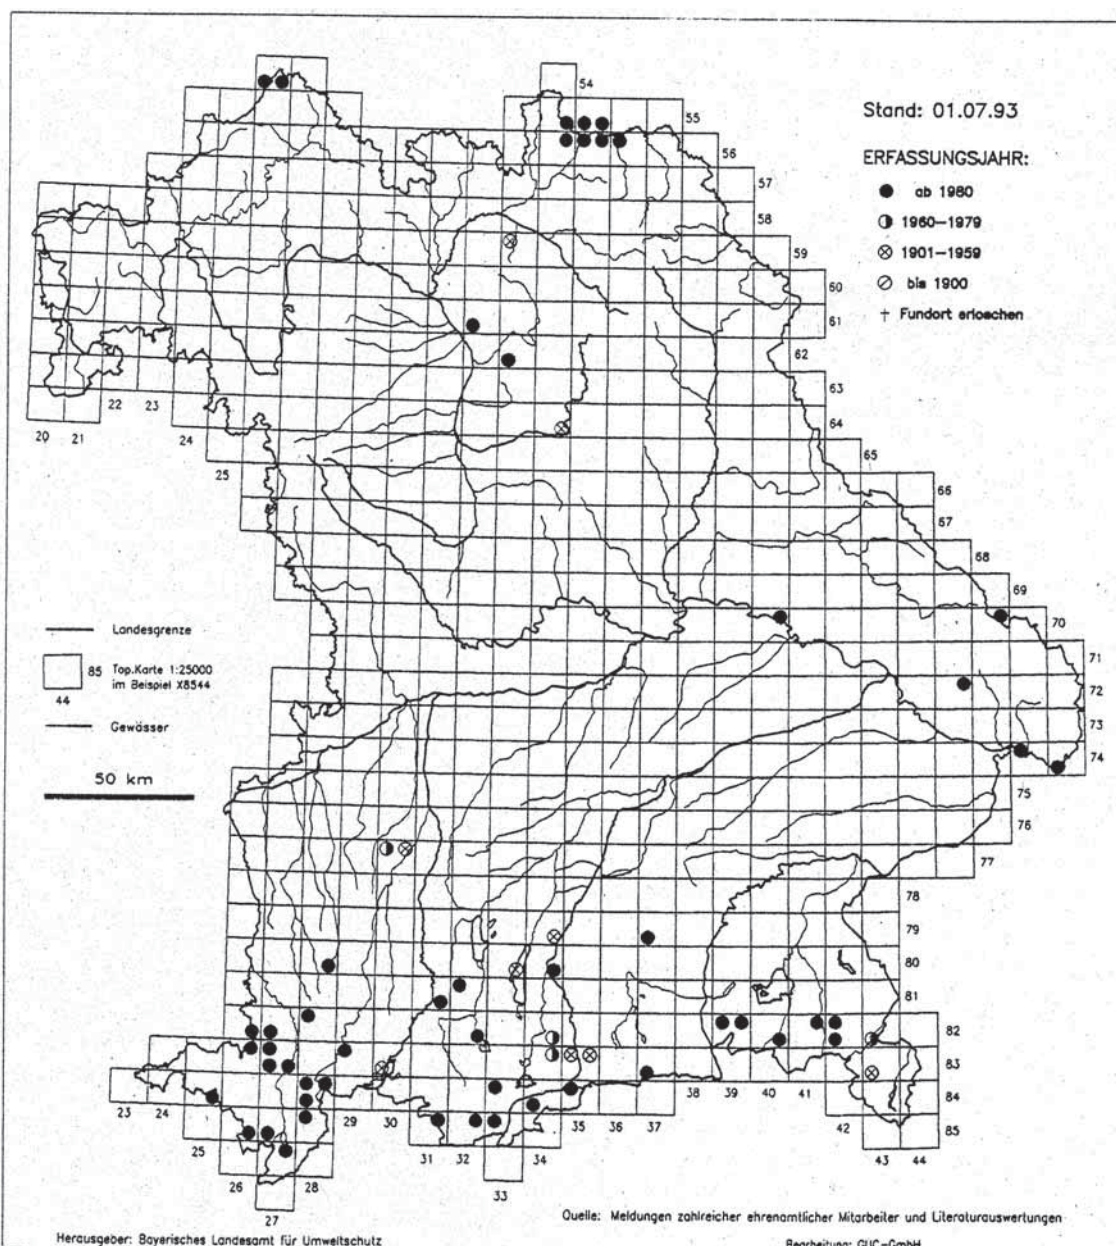 54
55
56
57
58
59
60
61
62
63
64
65
66
57
68
69
70
71
72
73
74
75
76
77
78
79
80
81
82
83
84
85
Stand: 01.07.93
ERFASSUNGSJAHR:
ab 1980
1960–1979
1901–1959
bis 1900
† Fundort erloschen
20 21 22 23 24 25
Landesgrenze
85 Top.Karte 1:25000
im Beispiel X8544
44
Gewässer
50 km
23 24 25 26 27 28 29 30 31 32 33 34 35 36 37 38 39 40 41 42 43 44
Quelle: Meldungen zahlreicher ehrenamtlicher Mitarbeiter und Literaturauswertungen
Herausgeber: Bayerisches Landesamt für Umweltschutz
Bearbeitung: GUC-GmbH